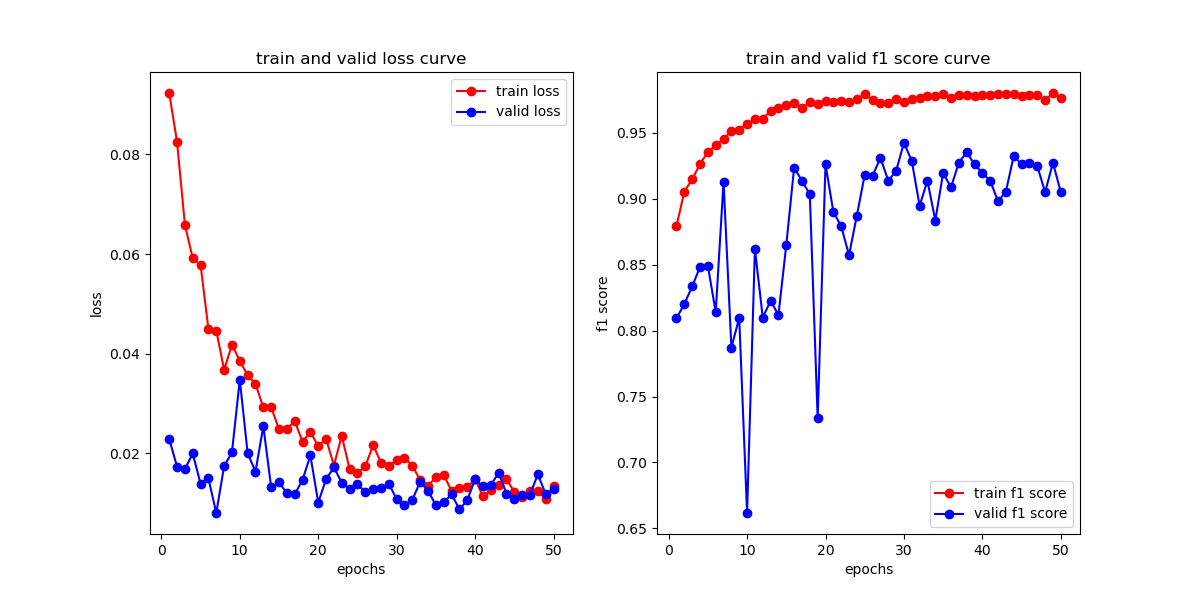 train and valid loss curve
train loss
valid loss
0.08
0.06
0.04
0.02
loss
0 10 20 30 40 50
epochs
train and valid f1 score curve
0.95
0.90
0.85
0.80
0.75
0.70
0.65
f1 score
train f1 score
valid f1 score
0 10 20 30 40 50
epochs